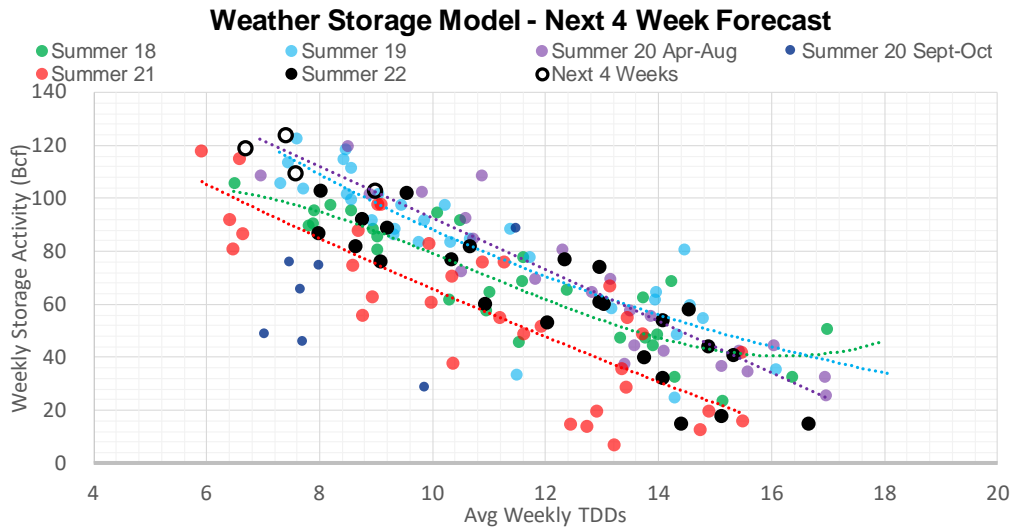 Weather Storage Model - Next 4 Week Forecast
Summer 18 Summer 19 Summer 20 Apr-Aug Summer 20 Sept-Oct
Summer 21 Summer 22 Next 4 Weeks
140
120
100
80
60
40
20
0
Weekly Storage Activity (Bcf)
4 6 8 10 12 14 16 18 20
Avg Weekly TDDs